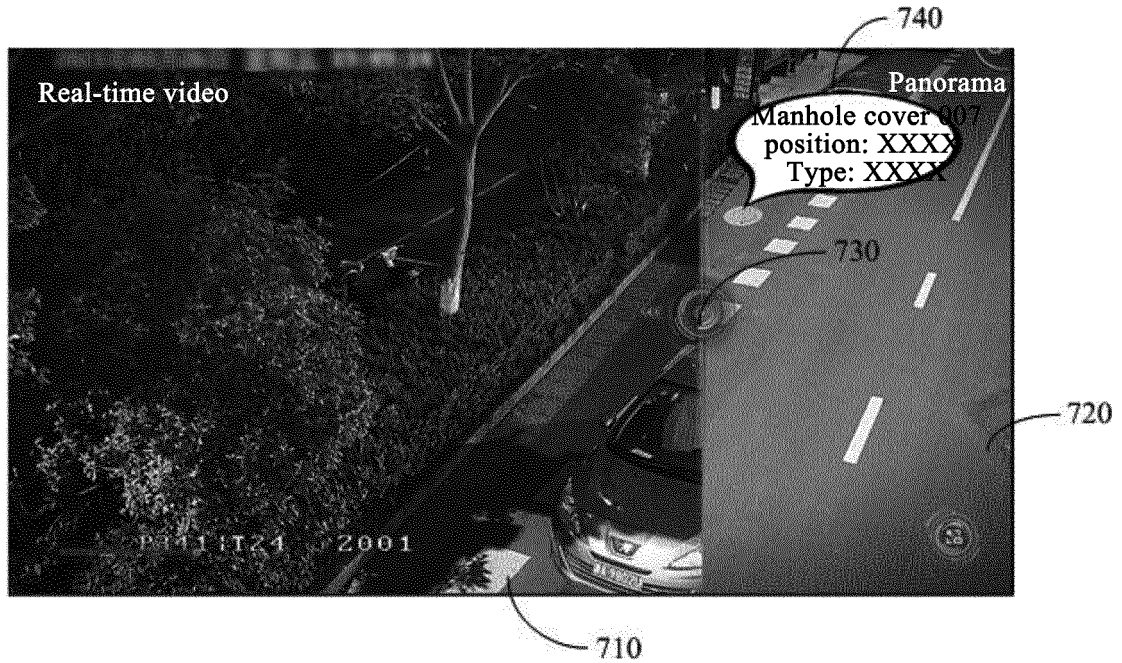 740
Real-time video
Panorama
Manhole cover 007
position: XXXX
Type: XXXX
730
720
2001
710